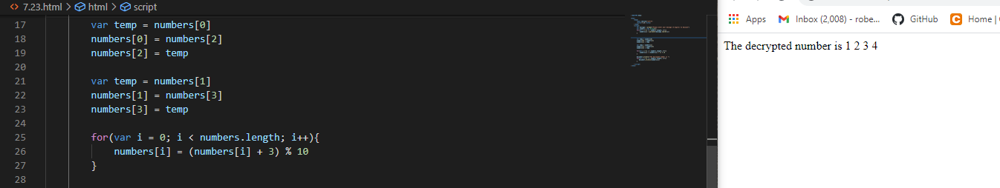 7.23.html > html > script
17 var temp = numbers[0]
18 numbers[0] = numbers[2]
19 numbers[2] = temp
20
21 var temp = numbers[1]
22 numbers[1] = numbers[3]
23 numbers[3] = temp
24
25 for(var i = 0; i < numbers.length; i++){
26 numbers[i] = (numbers[i] + 3) % 10
27 }
28
Apps Inbox (2,008) - robe... GitHub Home |
The decrypted number is 1 2 3 4